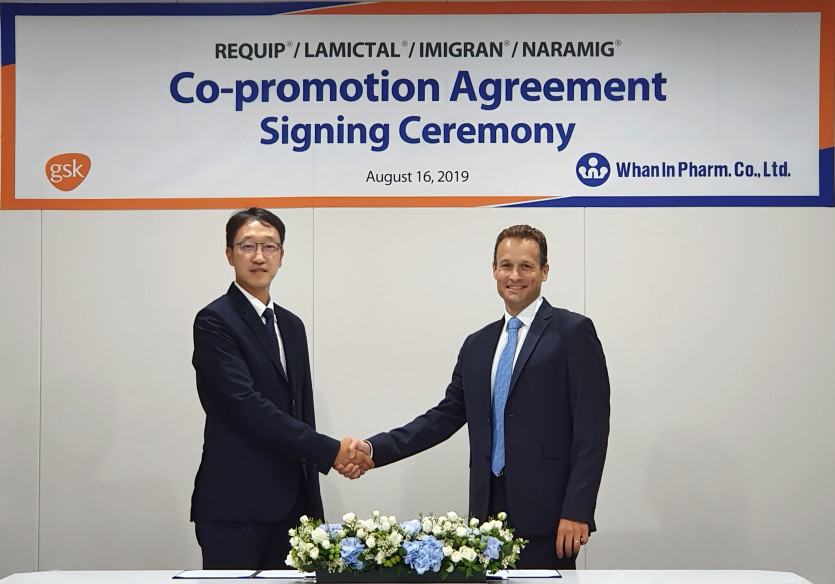 REQUIP® / LAMICTAL® / IMIGRAN® / NARAMIG®
Co-promotion Agreement
Signing Ceremony
gsk
August 16, 2019
Whan In Pharm. Co., Ltd.